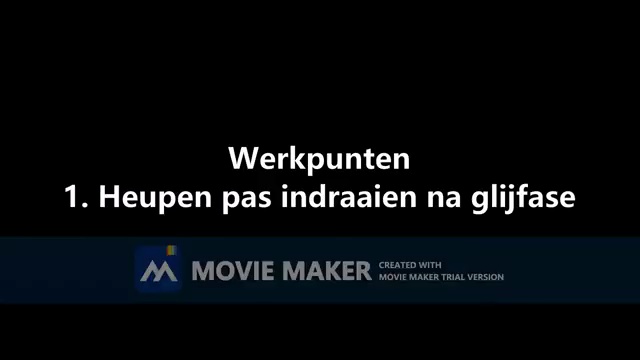 Werkpunten
1. Heupen pas indraaien na glijfase
MOVIE MAKER
CREATED WITH
MOVIE MAKER TRIAL VERSION